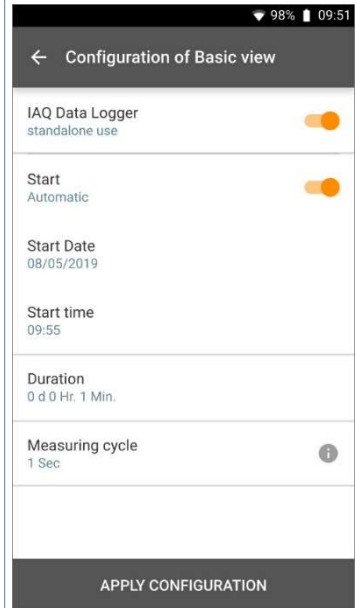 98% 09:51
Configuration of Basic view
IAQ Data Logger
standalone use
Start
Automatic
Start Date
08/05/2019
Start time
09:55
Duration
0 d 0 Hr. 1 Min.
Measuring cycle
1 Sec
APPLY CONFIGURATION